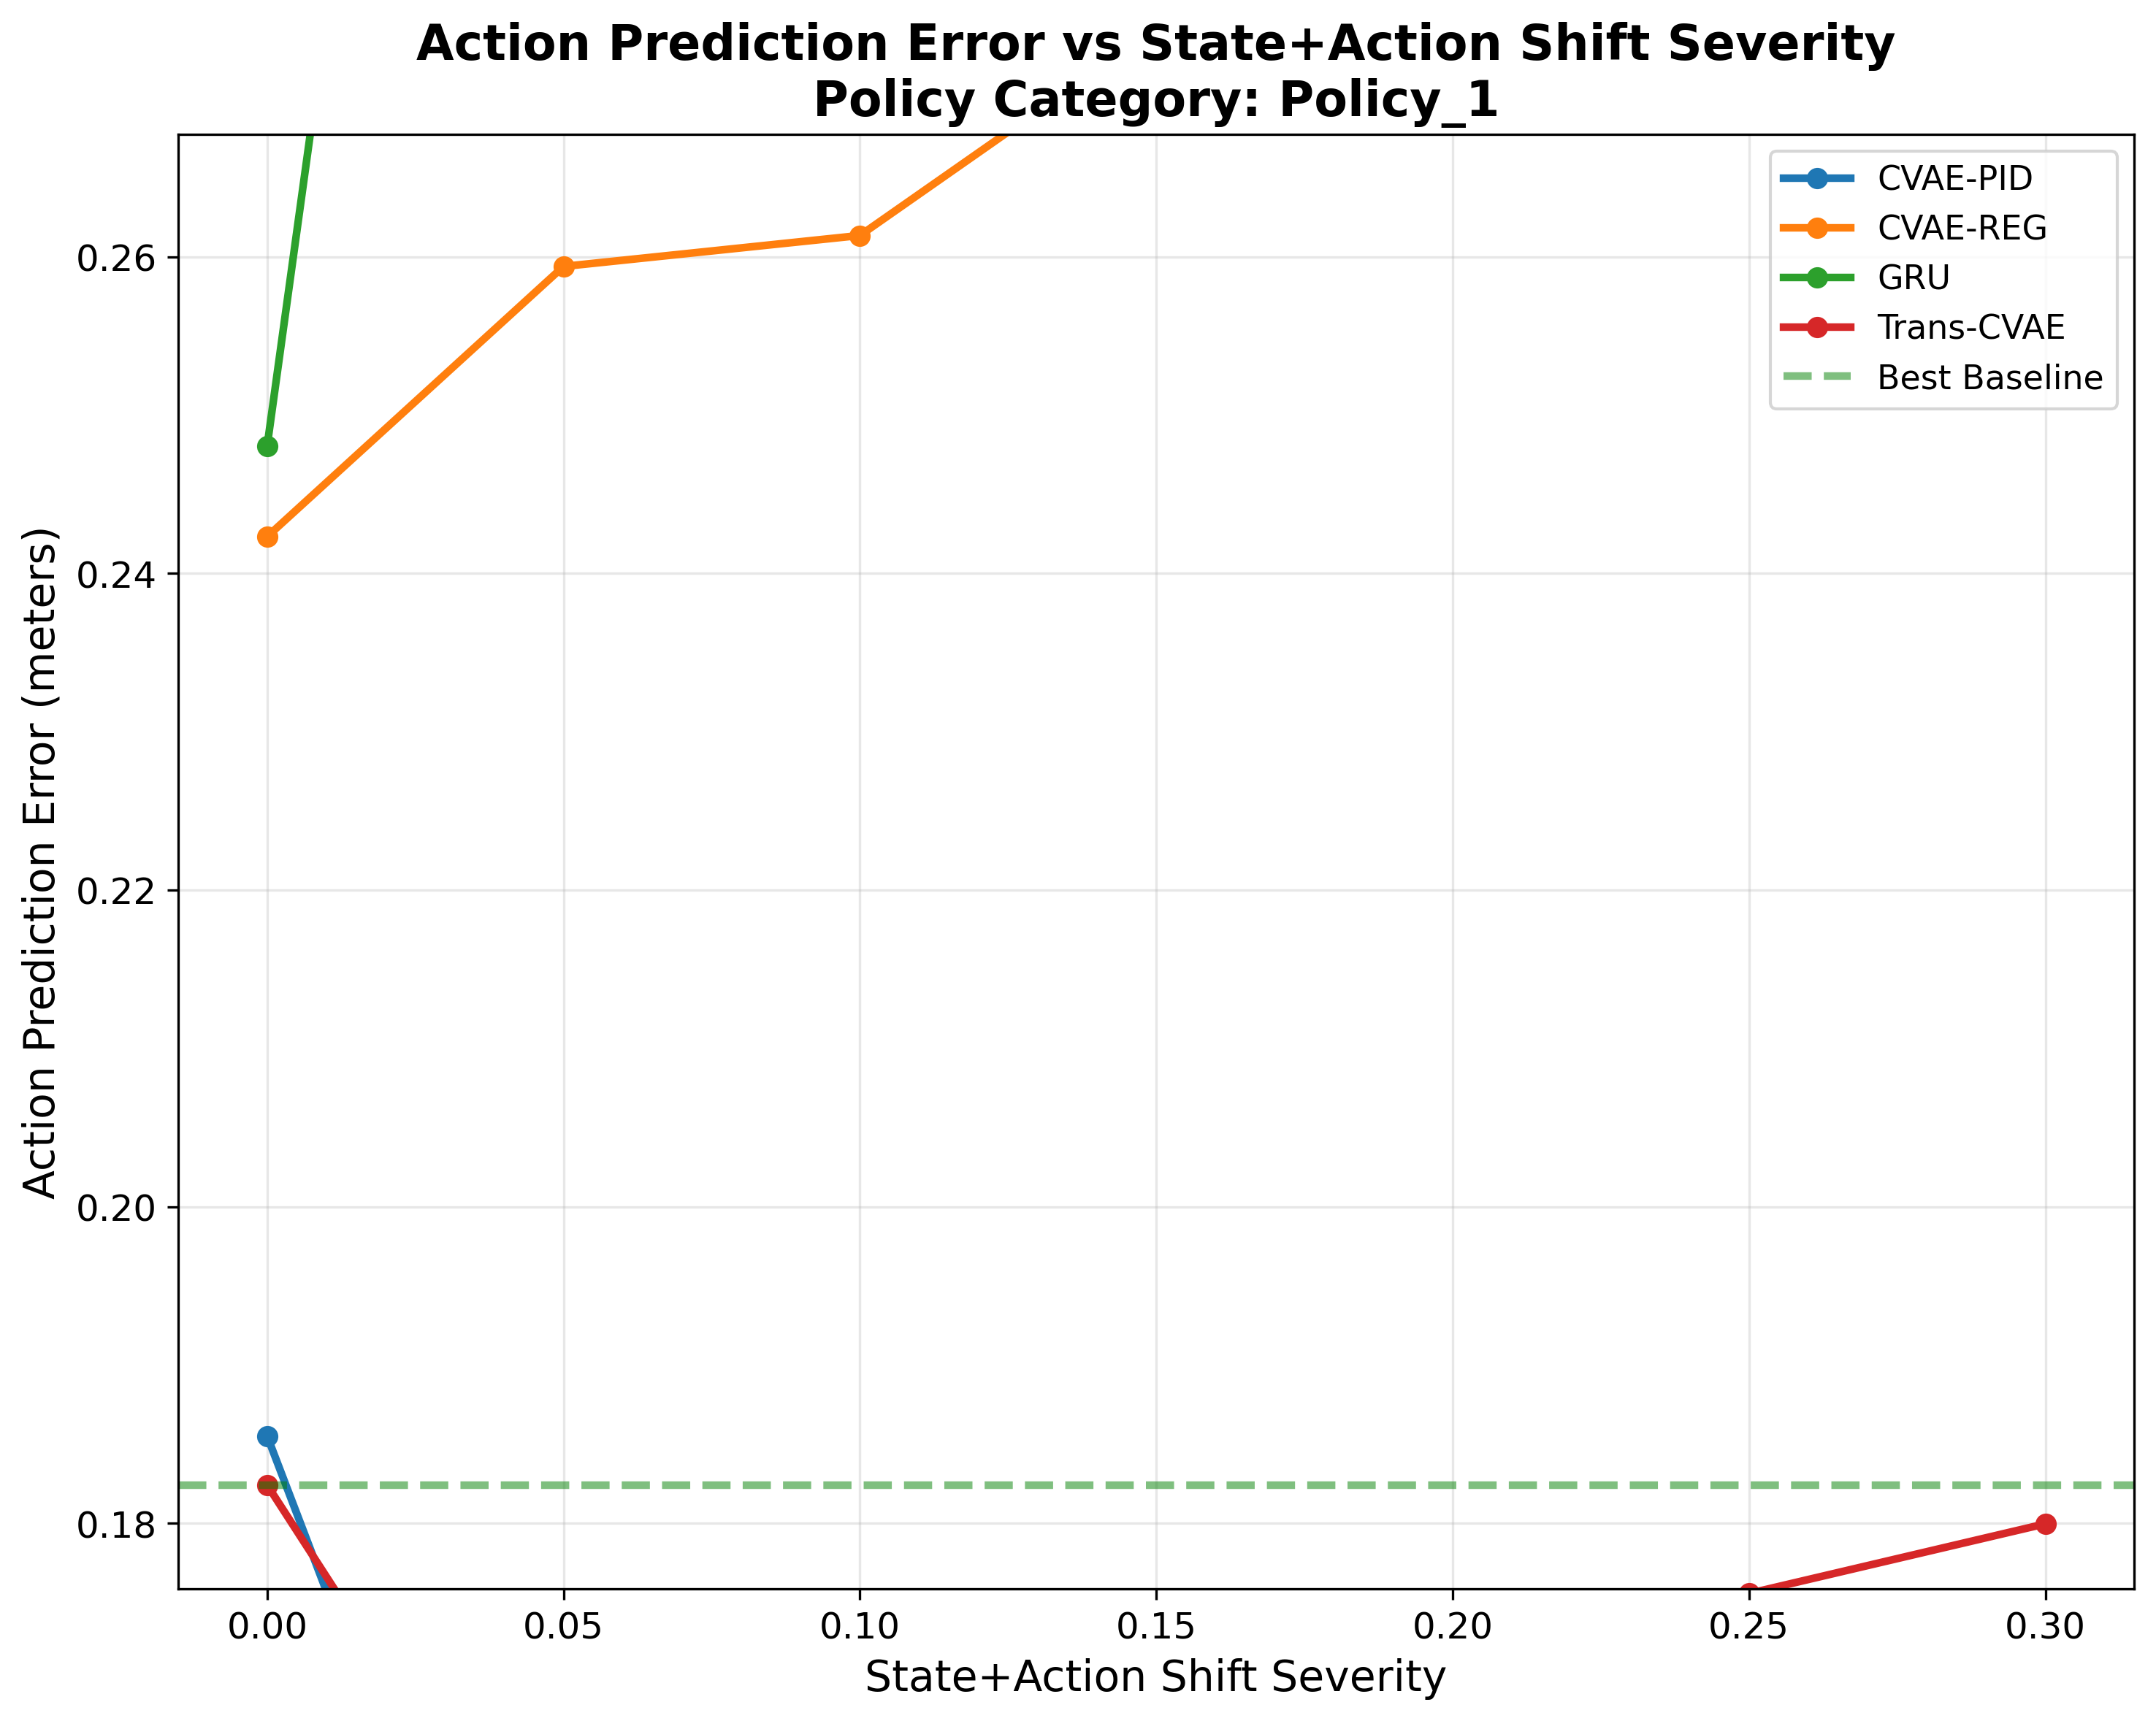 Action Prediction Error vs State+Action Shift Severity
Policy Category: Policy_1
Action Prediction Error (meters)
0.26
0.24
0.22
0.20
0.18
CVAE-PID
CVAE-REG
GRU
Trans-CVAE
Best Baseline
0.00
0.05
0.10
0.15
0.20
0.25
0.30
State+Action Shift Severity